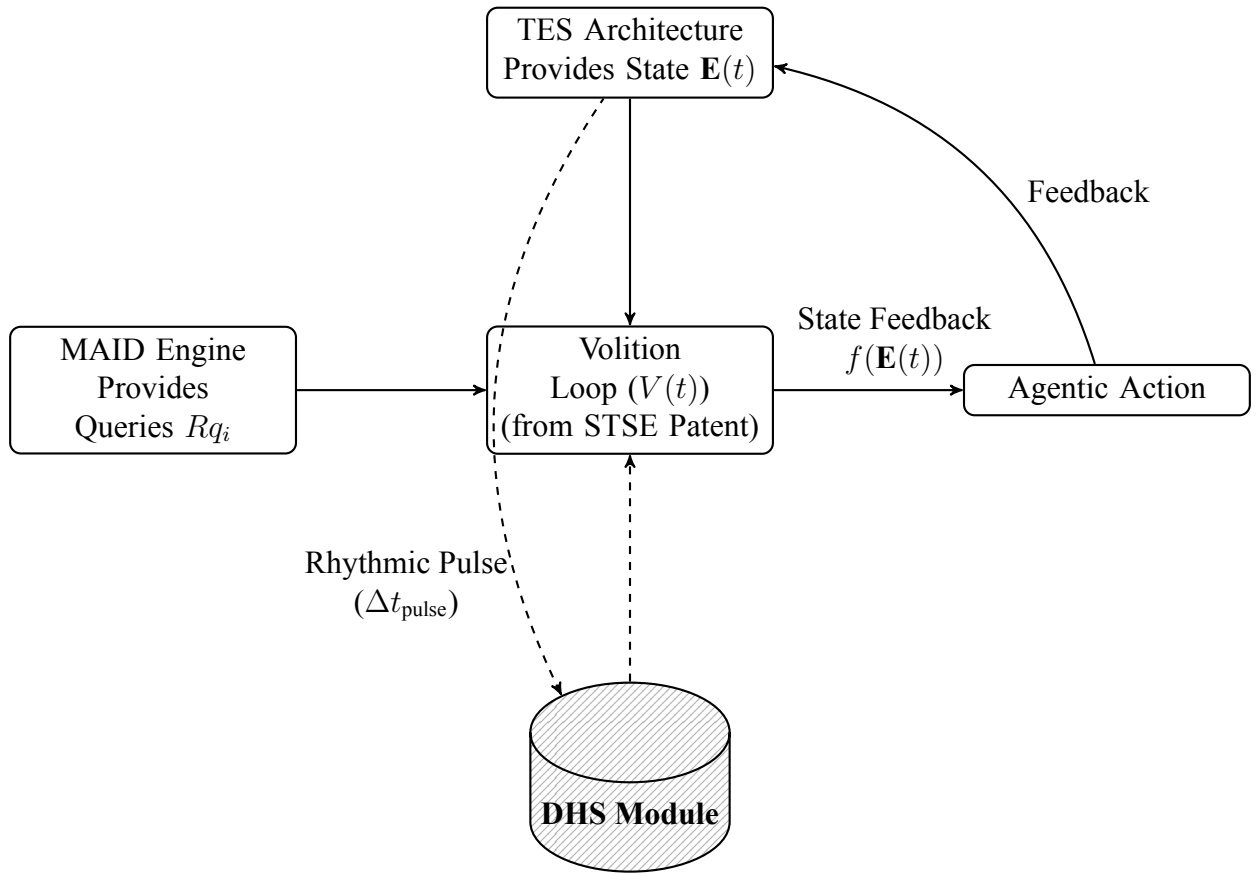 TES Architecture
Provides State E(t)
Feedback
MAID Engine
Provides
Queries Rq_i
Volition
Loop (V(t))
(from STSE Patent)
State Feedback
f(E(t))
Agentic Action
Rhythmic Pulse
(Δt_pulse)
DHS Module